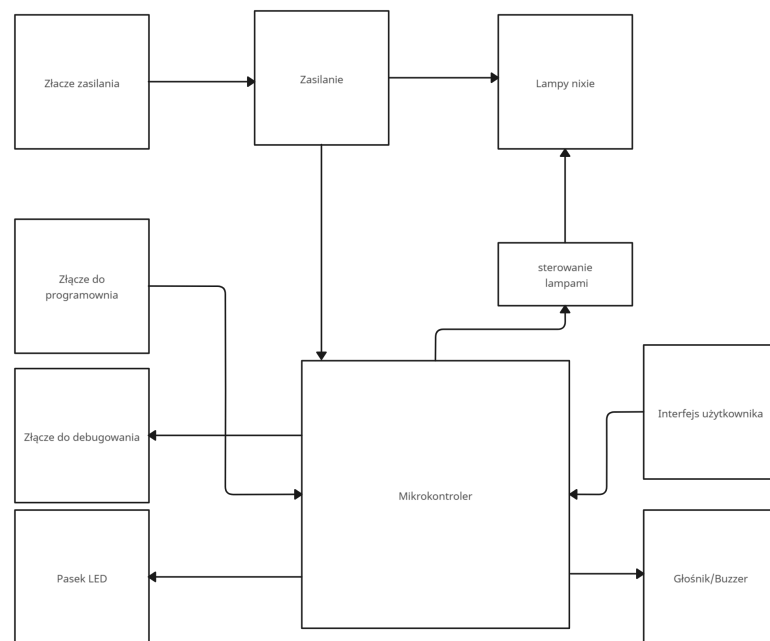 Złacze zasilania
Zasilanie
Lampy nixie
Złącze do
programownia
sterowanie
lampami
Złącze do debugowania
Interfejs użytkownika
Mikrokontroler
Pasek LED
Głośnik/Buzzer